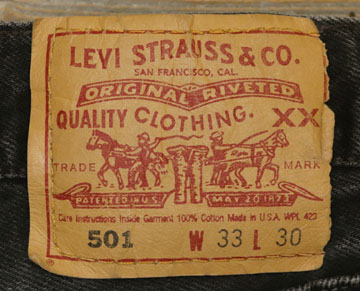 LEVI STRAUSS & CO.
SAN FRANCISCO, CAL.
ORIGINAL RIVETED
QUALITY CLOTHING. XX
TRADE MARK
PATENTED IN U.S. MAY 20 1873
Care Instructions Inside Garment 100% Cotton Made in U.S.A. WPL 423
501 W 33 L 30